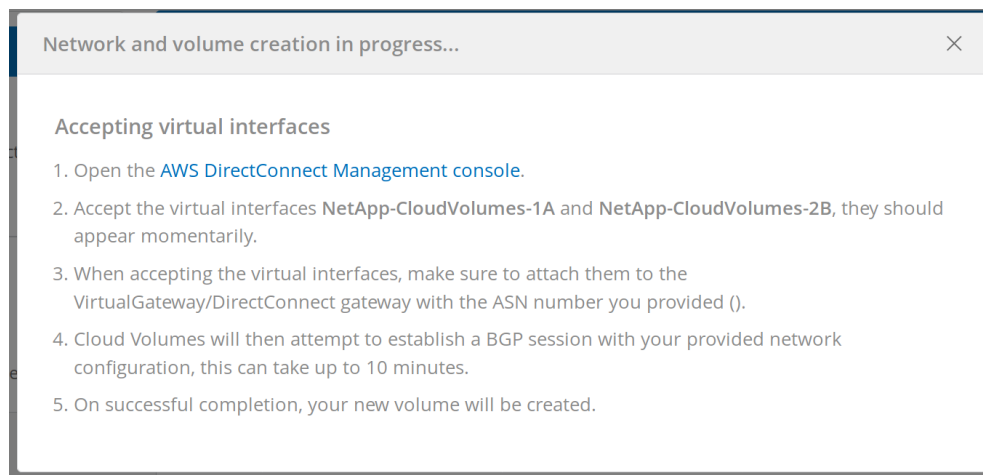 Network and volume creation in progress...
Accepting virtual interfaces
1. Open the AWS DirectConnect Management console.
2. Accept the virtual interfaces NetApp-CloudVolumes-1A and NetApp-CloudVolumes-2B, they should
appear momentarily.
3. When accepting the virtual interfaces, make sure to attach them to the
VirtualGateway/DirectConnect gateway with the ASN number you provided ().
4. Cloud Volumes will then attempt to establish a BGP session with your provided network
configuration, this can take up to 10 minutes.
5. On successful completion, your new volume will be created.